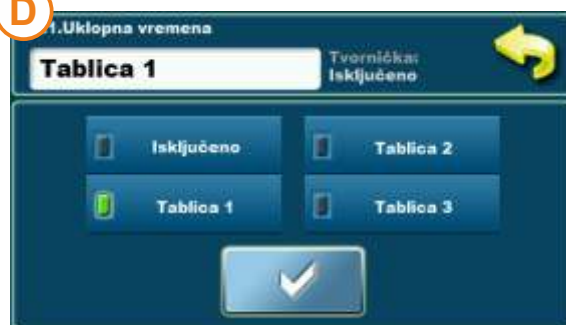 D
1.Uklopna vremena
Tablica 1
Tvornička:
Isključeno
Isključeno
Tablica 2
Tablica 1
Tablica 3